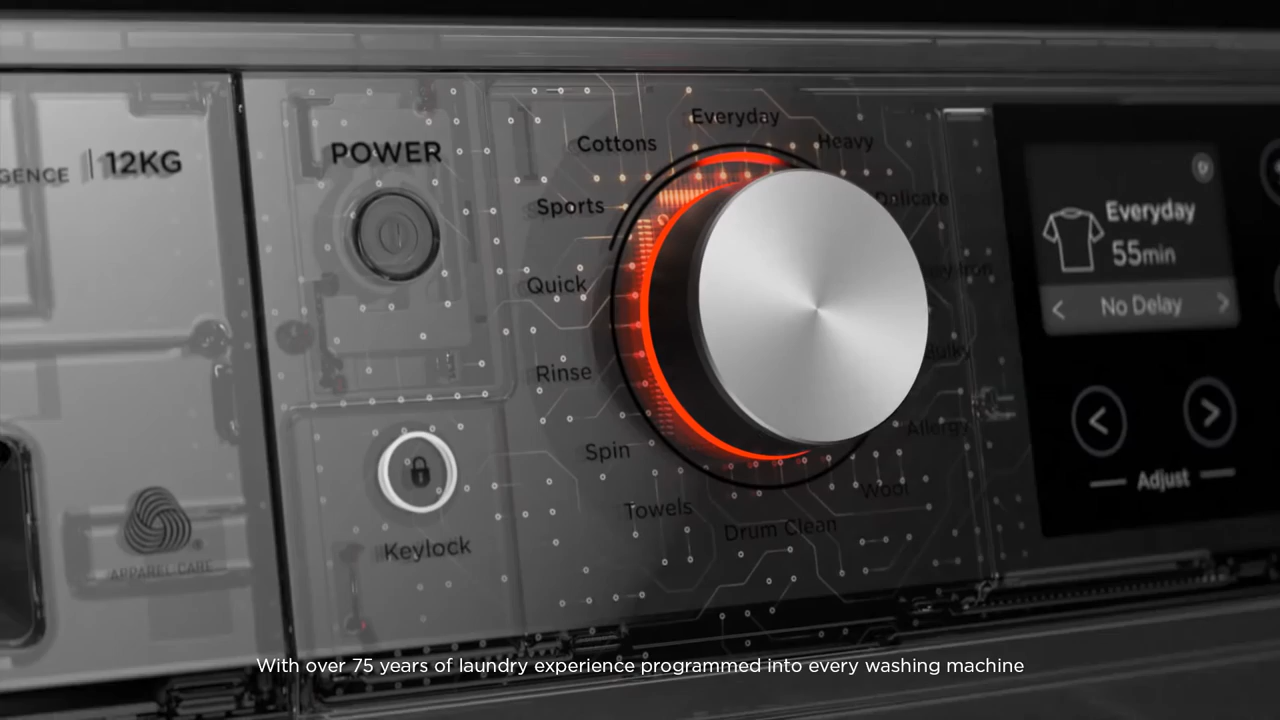 12KG
POWER
Everyday
Cottons
Heavy
Sports
Delicate
Quick
Rinse
Spin
Allergy
Towels
Wool
Drum Clean
Keylock
APPAREL CARE
Everyday
55min
No Delay
Adjust
With over 75 years of laundry experience programmed into every washing machine